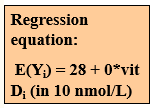 Regression
equation:
E(Yi) = 28 + 0*vit
Di (in 10 nmol/L)